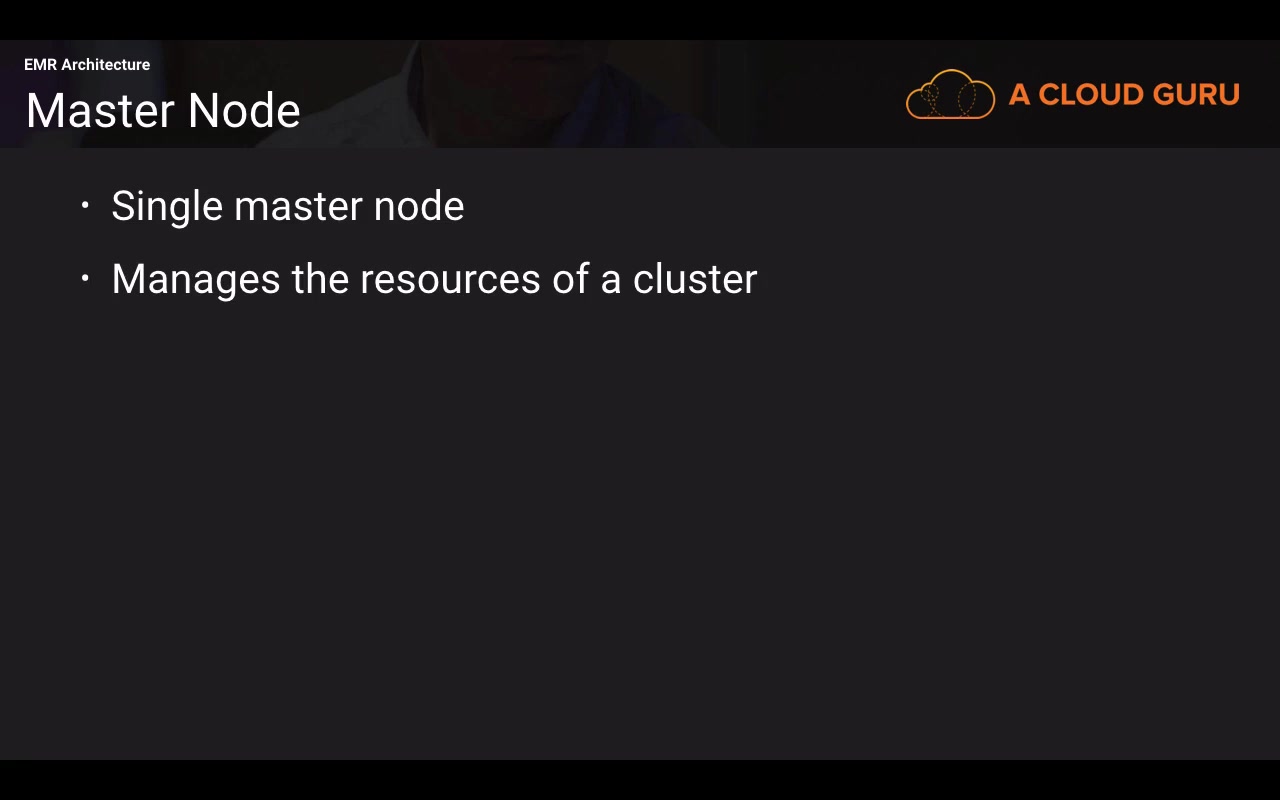 EMR Architecture
Master Node
A CLOUD GURU
• Single master node
• Manages the resources of a cluster